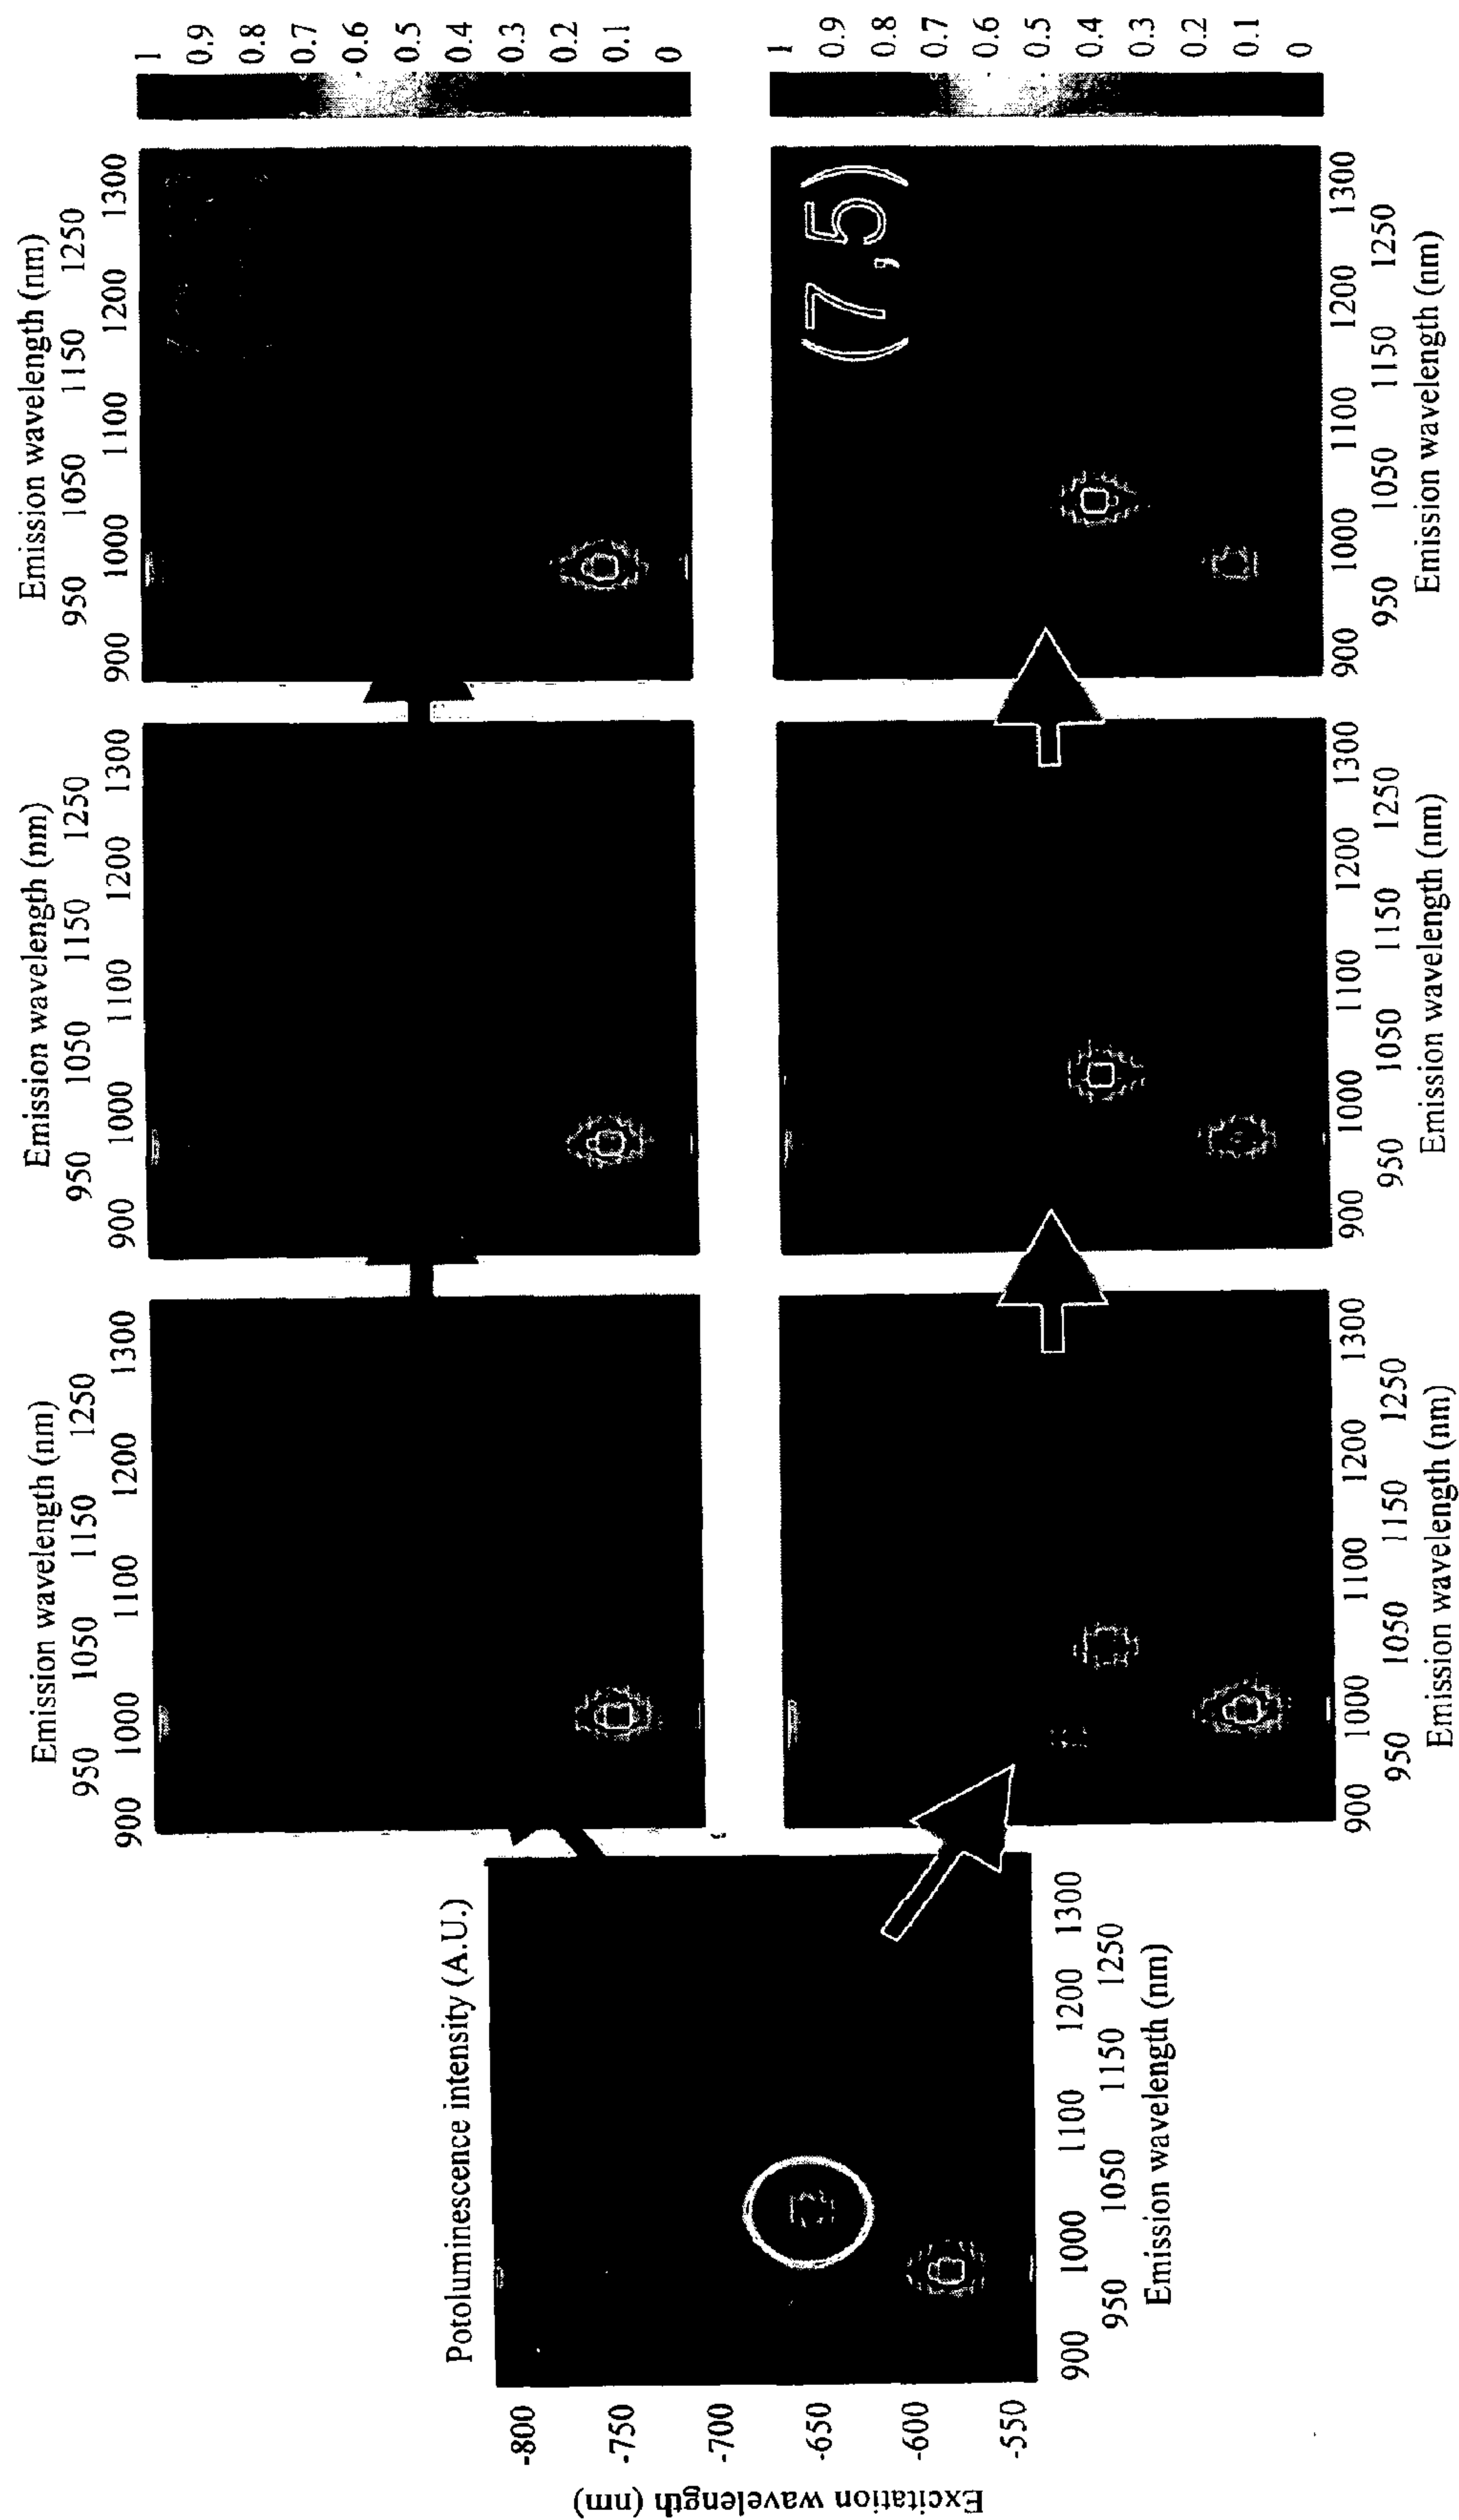 Potoluminescence intensity (A.U.)
Excitation wavelength (nm)
-800
-750
-700
-650
-600
-550
900 1000 1100 1200 1300
950 1050 1150 1250
Emission wavelength (nm)
Emission wavelength (nm)
950 1050 1150 1250
900 1000 1100 1200 1300
Emission wavelength (nm)
950 1050 1150 1250
900 1000 1100 1200 1300
Emission wavelength (nm)
950 1050 1150 1250
900 1000 1100 1200 1300
1
0.9
0.8
0.7
0.6
0.5
0.4
0.3
0.2
0.1
0
(7,5)
900 1000 1100 1200 1300
950 1050 1150 1250
Emission wavelength (nm)
900 1000 1100 1200 1300
950 1050 1150 1250
Emission wavelength (nm)
900 1000 1100 1200 1300
950 1050 1150 1250
Emission wavelength (nm)
1
0.9
0.8
0.7
0.6
0.5
0.4
0.3
0.2
0.1
0